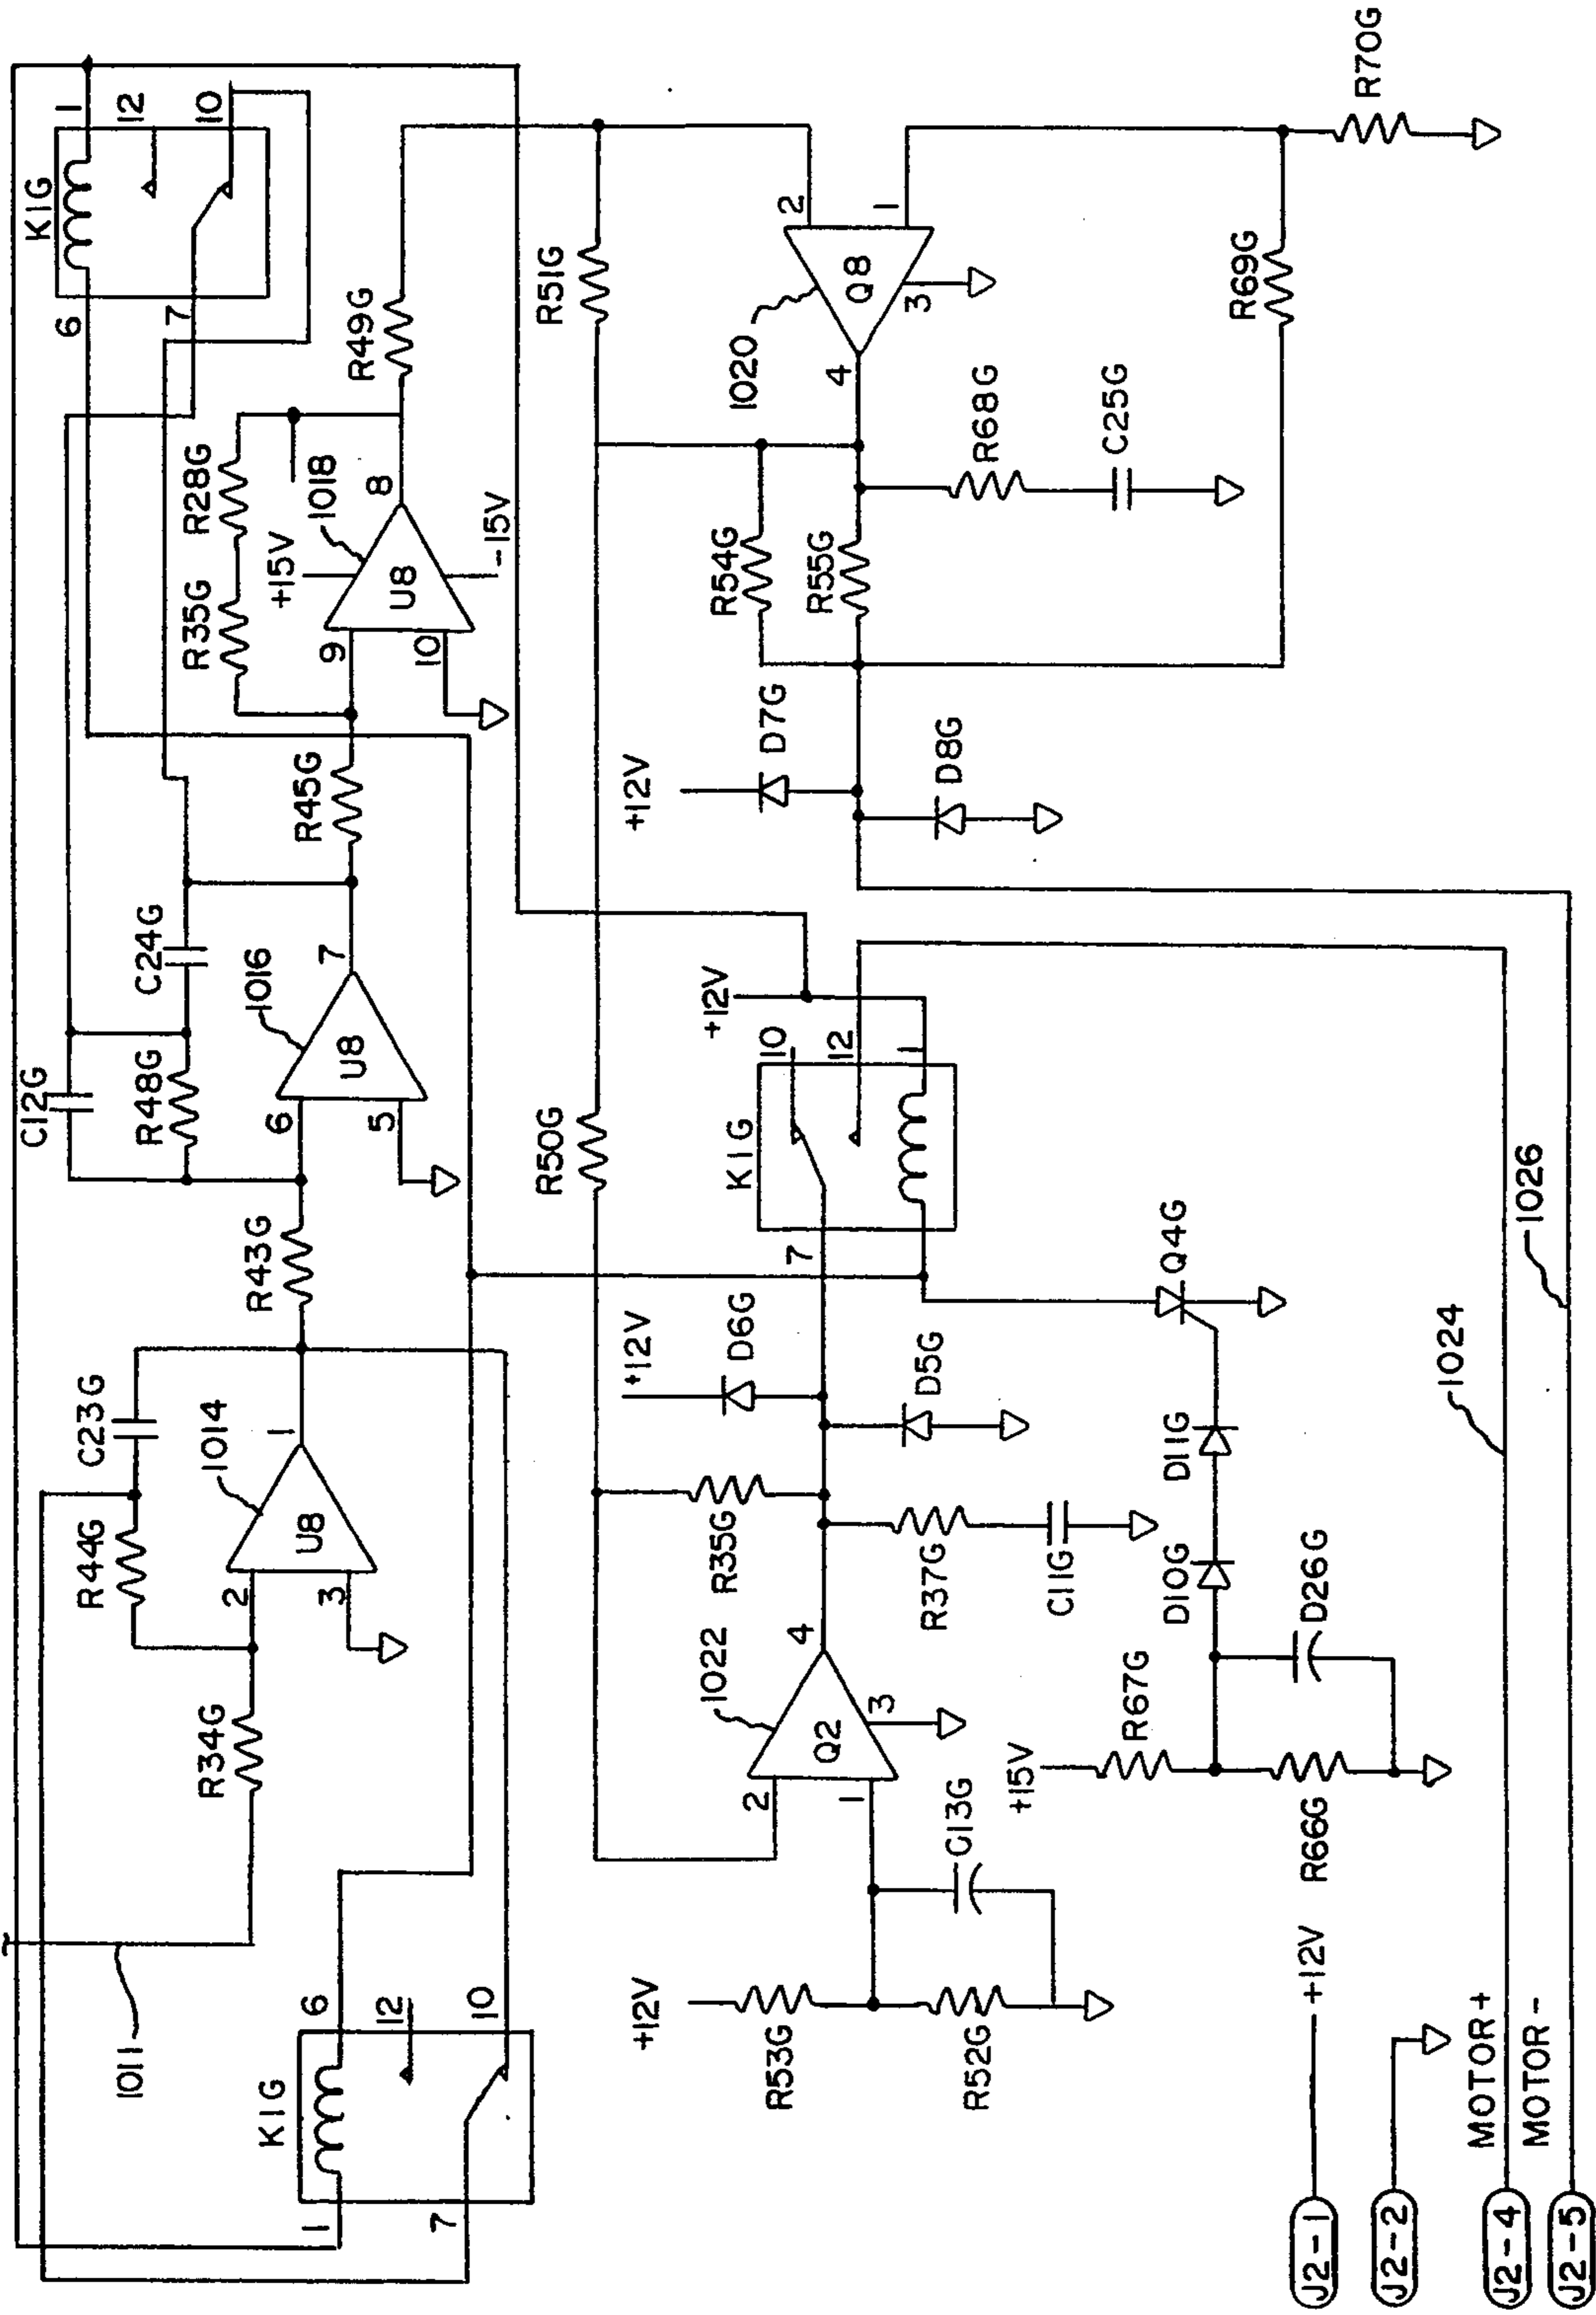 K1G
1
12
10
6
7
R49G
R28G
R35G
+15V
1018
8
U8
-15V
9
10
R45G
C24G
C12G
R48G
1016
7
U8
6
5
R43G
C23G
1014
1
R44G
U8
2
3
R34G
1011
K1G
6
12
10
1
7
R51G
2
Q8
1
1020
3
4
R70G
R69G
R68G
C25G
R54G
R55G
+12V
D7G
D8G
R50G
+12V
10
12
1
K1G
7
+12V
D6G
D5G
Q4G
D11G
R35G
R37G
C11G
D10G
D26G
1022
4
Q2
3
2
1
C13G
R67G
+15V
R66G
+12V
R53G
R52G
1024
1026
J2-1
+12V
J2-2
J2-4
MOTOR+
J2-5
MOTOR-